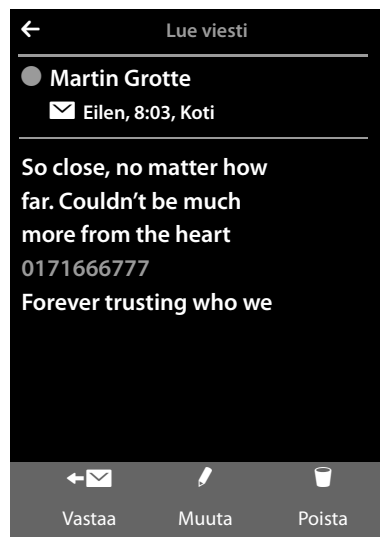 Lue viesti
Martin Grotte
Eilen, 8:03, Koti
So close, no matter how
far. Couldn't be much
more from the heart
0171666777
Forever trusting who we
Vastaa Muuta Poista